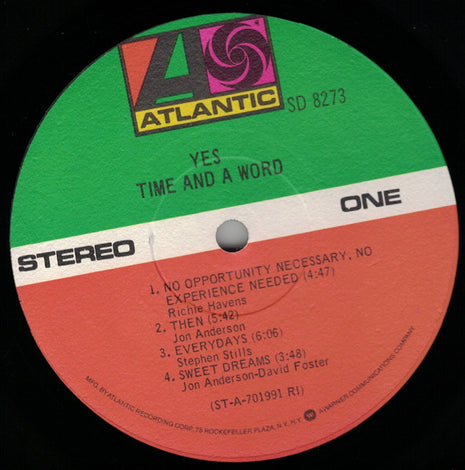 ATLANTIC
SD 8273
YES
TIME AND A WORD
STEREO
ONE
1. NO OPPORTUNITY NECESSARY, NO
EXPERIENCE NEEDED (4:47)
Richie Havens
2. THEN (5:42)
Jon Anderson
3. EVERYDAYS (6:06)
Stephen Stills
4. SWEET DREAMS (3:48)
Jon Anderson-David Foster
(ST-A-701991 RI)
MFG. BY ATLANTIC RECORDING CORP., 75 ROCKEFELLER PLAZA, N.Y., N.Y. A WARNER COMMUNICATIONS COMPANY